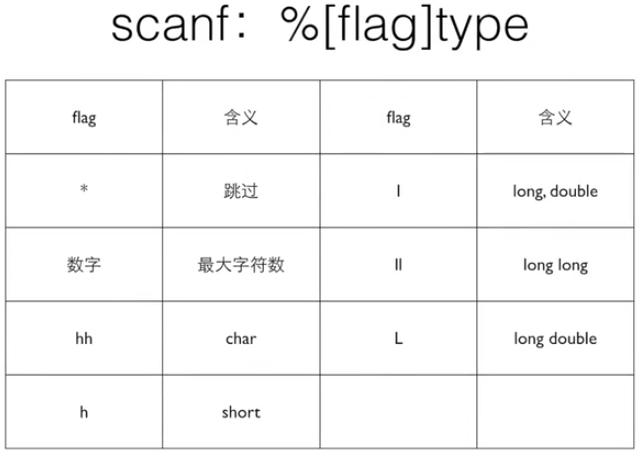 scanf：%[flag]type
flag 含义 flag 含义
* 跳过 l long, double
数字 最大字符数 ll long long
hh char L long double
h short